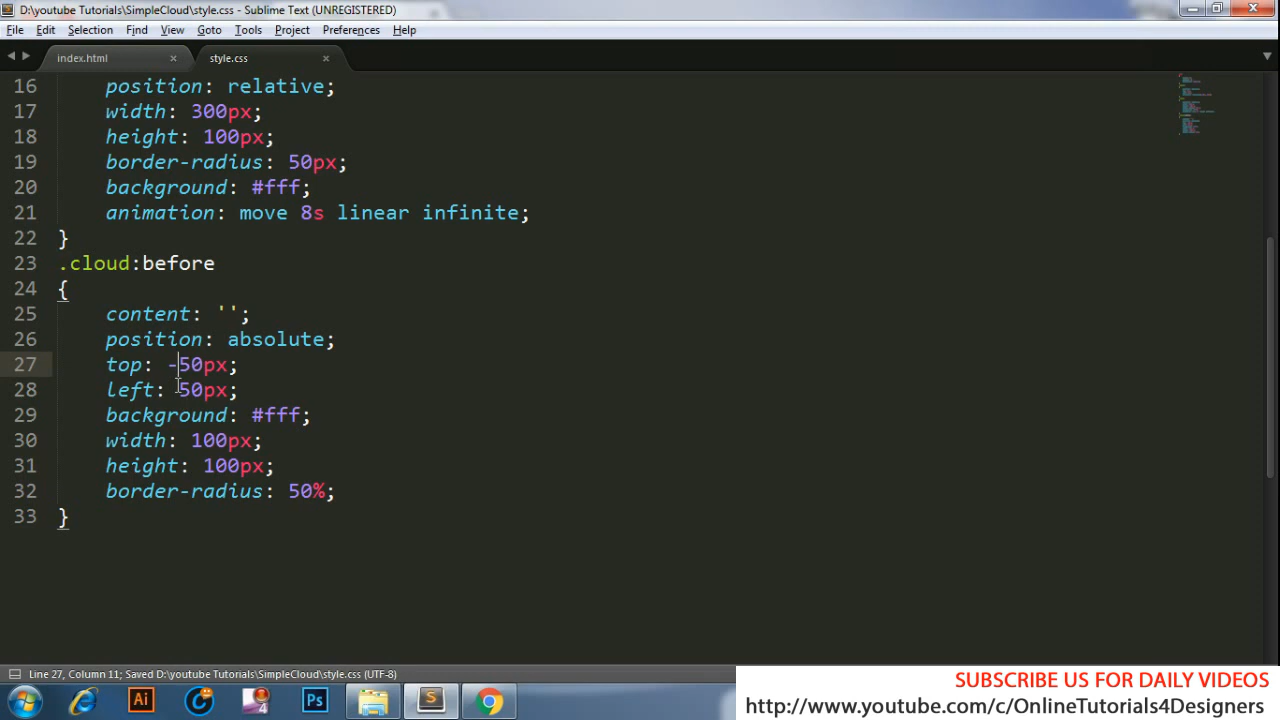 D:\youtube Tutorials\SimpleCloud\style.css - Sublime Text (UNREGISTERED)
File Edit Selection Find View Goto Tools Project Preferences Help
index.html × style.css ×
16 position: relative;
17 width: 300px;
18 height: 100px;
19 border-radius: 50px;
20 background: #fff;
21 animation: move 8s linear infinite;
22 }
23 .cloud:before
24 {
25 content: '';
26 position: absolute;
27 top: -50px;
28 left: 50px;
29 background: #fff;
30 width: 100px;
31 height: 100px;
32 border-radius: 50%;
33 }
Line 27, Column 11; Saved D:\youtube Tutorials\SimpleCloud\style.css (UTF-8)
Ai 4 Ps S
SUBSCRIBE US FOR DAILY VIDEOS
http://www.youtube.com/c/OnlineTutorials4Designers